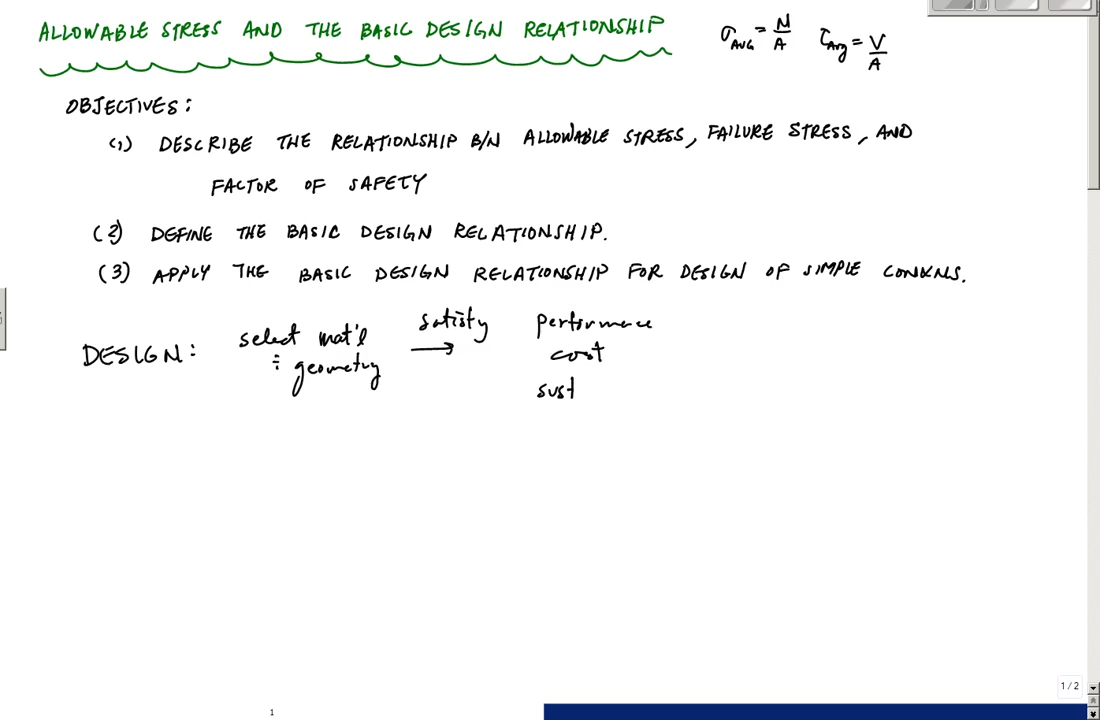 ALLOWABLE STRESS AND THE BASIC DESIGN RELATIONSHIP
σAVG = N/A τAvg = V/A
OBJECTIVES:
(1) DESCRIBE THE RELATIONSHIP B/N ALLOWABLE STRESS, FAILURE STRESS, AND
FACTOR OF SAFETY
(2) DEFINE THE BASIC DESIGN RELATIONSHIP.
(3) APPLY THE BASIC DESIGN RELATIONSHIP FOR DESIGN OF SIMPLE
DESIGN: select mat'l satisfy performance
geometry → cost
sust
1/2
1